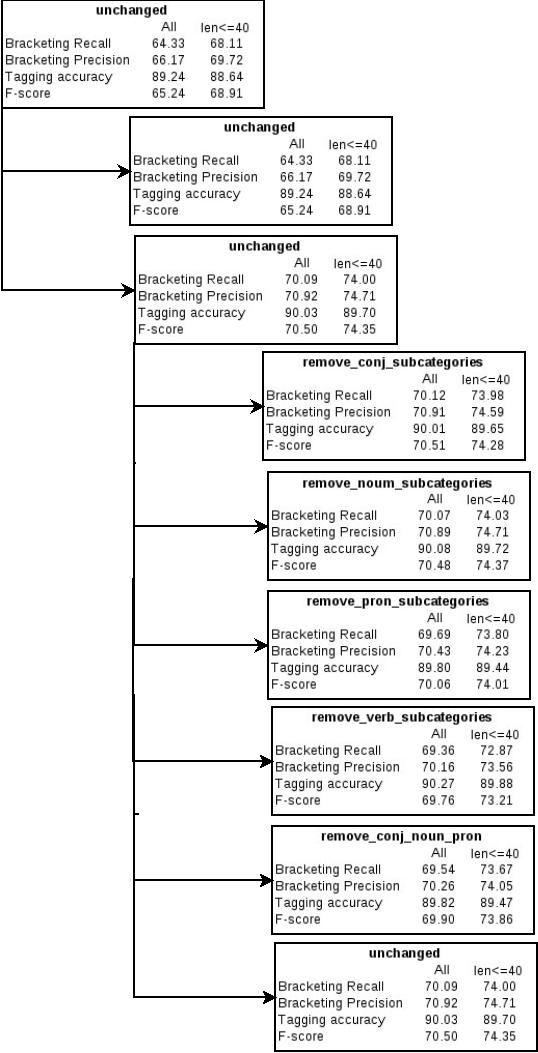 unchanged
All len<=40
Bracketing Recall 64.33 68.11
Bracketing Precision 66.17 69.72
Tagging accuracy 89.24 88.64
F-score 65.24 68.91
unchanged
All len<=40
Bracketing Recall 64.33 68.11
Bracketing Precision 66.17 69.72
Tagging accuracy 89.24 88.64
F-score 65.24 68.91
unchanged
All len<=40
Bracketing Recall 70.09 74.00
Bracketing Precision 70.92 74.71
Tagging accuracy 90.03 89.70
F-score 70.50 74.35
remove_conj_subcategories
All len<=40
Bracketing Recall 70.12 73.98
Bracketing Precision 70.91 74.59
Tagging accuracy 90.01 89.65
F-score 70.51 74.28
remove_noum_subcategories
All len<=40
Bracketing Recall 70.07 74.03
Bracketing Precision 70.89 74.71
Tagging accuracy 90.08 89.72
F-score 70.48 74.37
remove_pron_subcategories
All len<=40
Bracketing Recall 69.69 73.80
Bracketing Precision 70.43 74.23
Tagging accuracy 89.80 89.44
F-score 70.06 74.01
remove_verb_subcategories
All len<=40
Bracketing Recall 69.36 72.87
Bracketing Precision 70.16 73.56
Tagging accuracy 90.27 89.88
F-score 69.76 73.21
remove_conj_noun_pron
All len<=40
Bracketing Recall 69.54 73.67
Bracketing Precision 70.26 74.05
Tagging accuracy 89.82 89.47
F-score 69.90 73.86
unchanged
All len<=40
Bracketing Recall 70.09 74.00
Bracketing Precision 70.92 74.71
Tagging accuracy 90.03 89.70
F-score 70.50 74.35